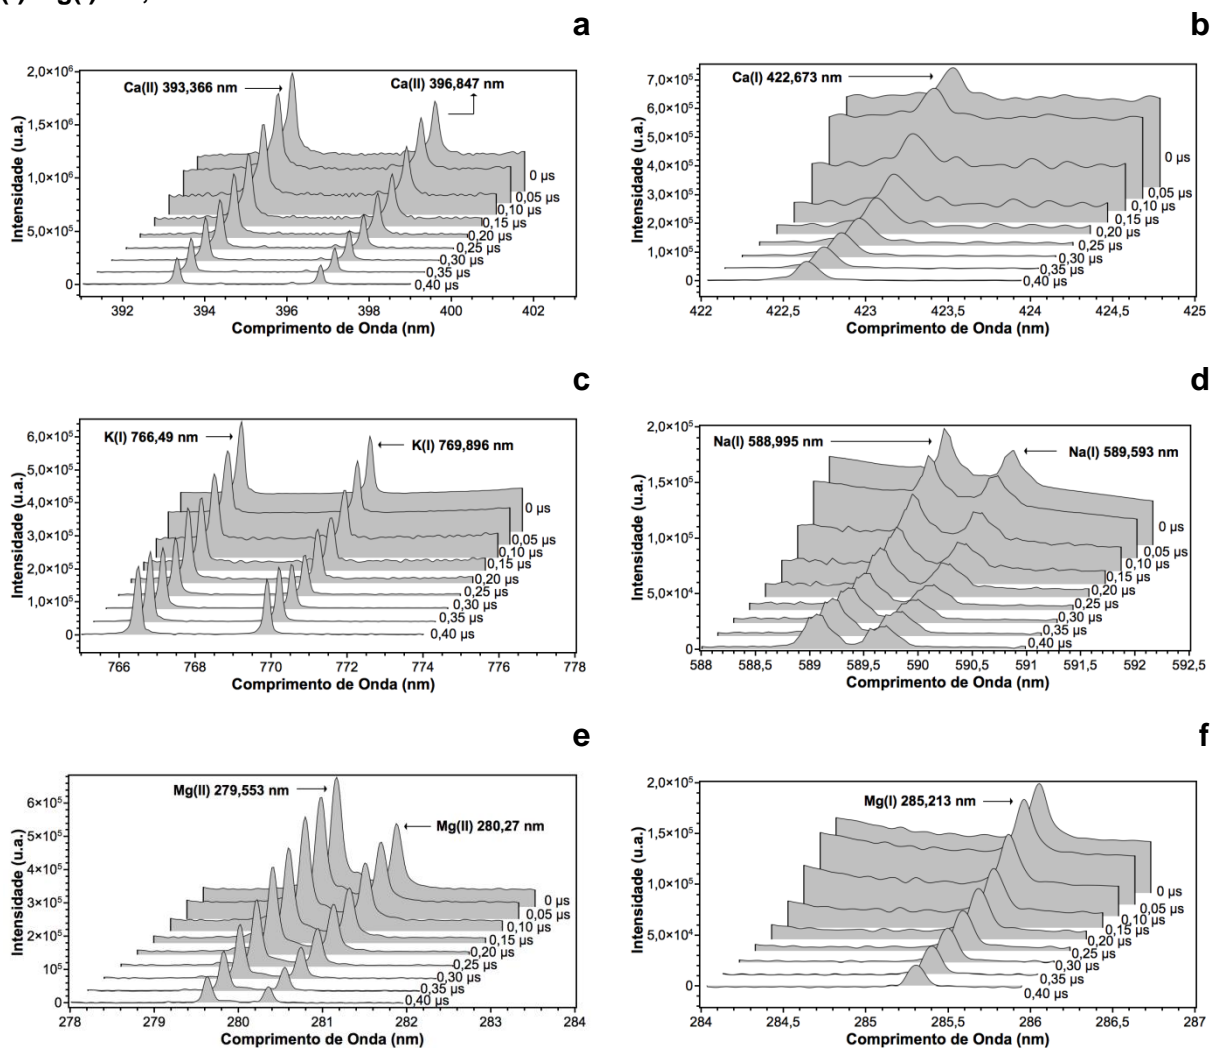 a
2,0×10⁶
1,5×10⁶
1,0×10⁶
5,0×10⁵
0
Intensidade (u.a.)
Ca(II) 393,366 nm
Ca(II) 396,847 nm
0 µs
0,05 µs
0,10 µs
0,15 µs
0,20 µs
0,25 µs
0,30 µs
0,35 µs
0,40 µs
392 394 396 398 400 402
Comprimento de Onda (nm)
b
7,0×10⁵
6,0×10⁵
5,0×10⁵
4,0×10⁵
3,0×10⁵
2,0×10⁵
1,0×10⁵
0
Intensidade (u.a.)
Ca(I) 422,673 nm
0 µs
0,05 µs
0,10 µs
0,15 µs
0,20 µs
0,25 µs
0,30 µs
0,35 µs
0,40 µs
422 422,5 423 423,5 424 424,5 425
Comprimento de Onda (nm)
c
6,0×10⁵
5,0×10⁵
4,0×10⁵
3,0×10⁵
2,0×10⁵
1,0×10⁵
0
Intensidade (u.a.)
K(I) 766,49 nm
K(I) 769,896 nm
0 µs
0,05 µs
0,10 µs
0,15 µs
0,20 µs
0,25 µs
0,30 µs
0,35 µs
0,40 µs
766 768 770 772 774 776 778
Comprimento de Onda (nm)
d
2,0×10⁵
1,5×10⁵
1,0×10⁵
5,0×10⁴
0
Intensidade (u.a.)
Na(I) 588,995 nm
Na(I) 589,593 nm
0 µs
0,05 µs
0,10 µs
0,15 µs
0,20 µs
0,25 µs
0,30 µs
0,35 µs
0,40 µs
588 588,5 589 589,5 590 590,5 591 591,5 592 592,5
Comprimento de Onda (nm)
e
6×10⁵
5×10⁵
4×10⁵
3×10⁵
2×10⁵
10⁵
0
Intensidade (u.a.)
Mg(II) 279,553 nm
Mg(II) 280,27 nm
0 µs
0,05 µs
0,10 µs
0,15 µs
0,20 µs
0,25 µs
0,30 µs
0,35 µs
0,40 µs
278 279 280 281 282 283 284
Comprimento de Onda (nm)
f
2,0×10⁵
1,5×10⁵
1,0×10⁵
5,0×10⁴
0
Intensidade (u.a.)
Mg(I) 285,213 nm
0 µs
0,05 µs
0,10 µs
0,15 µs
0,20 µs
0,25 µs
0,30 µs
0,35 µs
0,40 µs
284 284,5 285 285,5 286 286,5 287
Comprimento de Onda (nm)